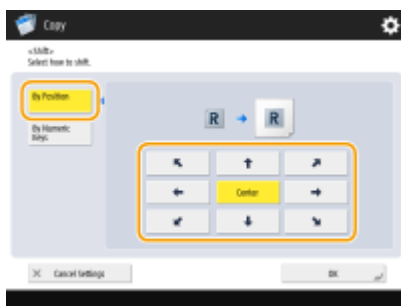 Copy
<Shift>
Select how to shift.
By Position
By Numeric
Keys
R
R
Center
Cancel Settings
OK